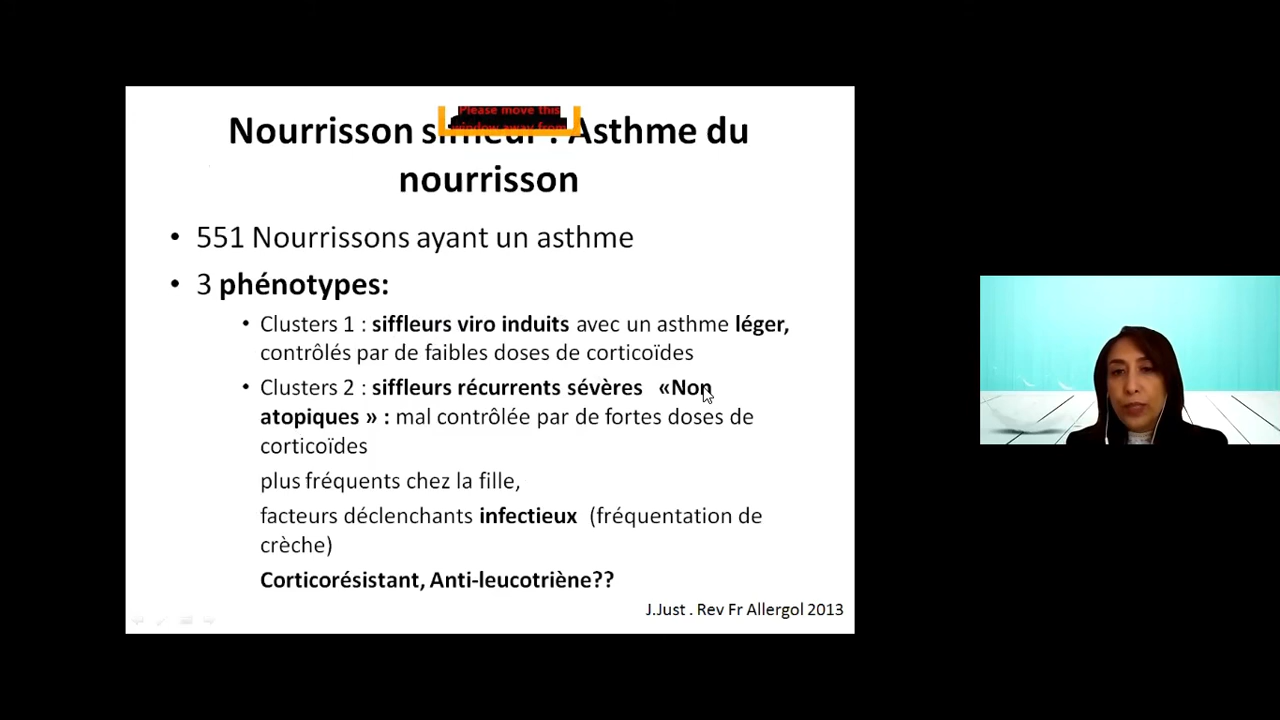 Please move this
window away from
Nourrisson : Asthme du
nourrisson
• 551 Nourrissons ayant un asthme
• 3 phénotypes:
• Clusters 1 : siffleurs viro induits avec un asthme léger,
contrôlés par de faibles doses de corticoïdes
• Clusters 2 : siffleurs récurrents sévères «Non
atopiques » : mal contrôlée par de fortes doses de
corticoïdes
plus fréquents chez la fille,
facteurs déclenchants infectieux (fréquentation de
crèche)
Corticorésistant, Anti-leucotriène??
J.Just . Rev Fr Allergol 2013